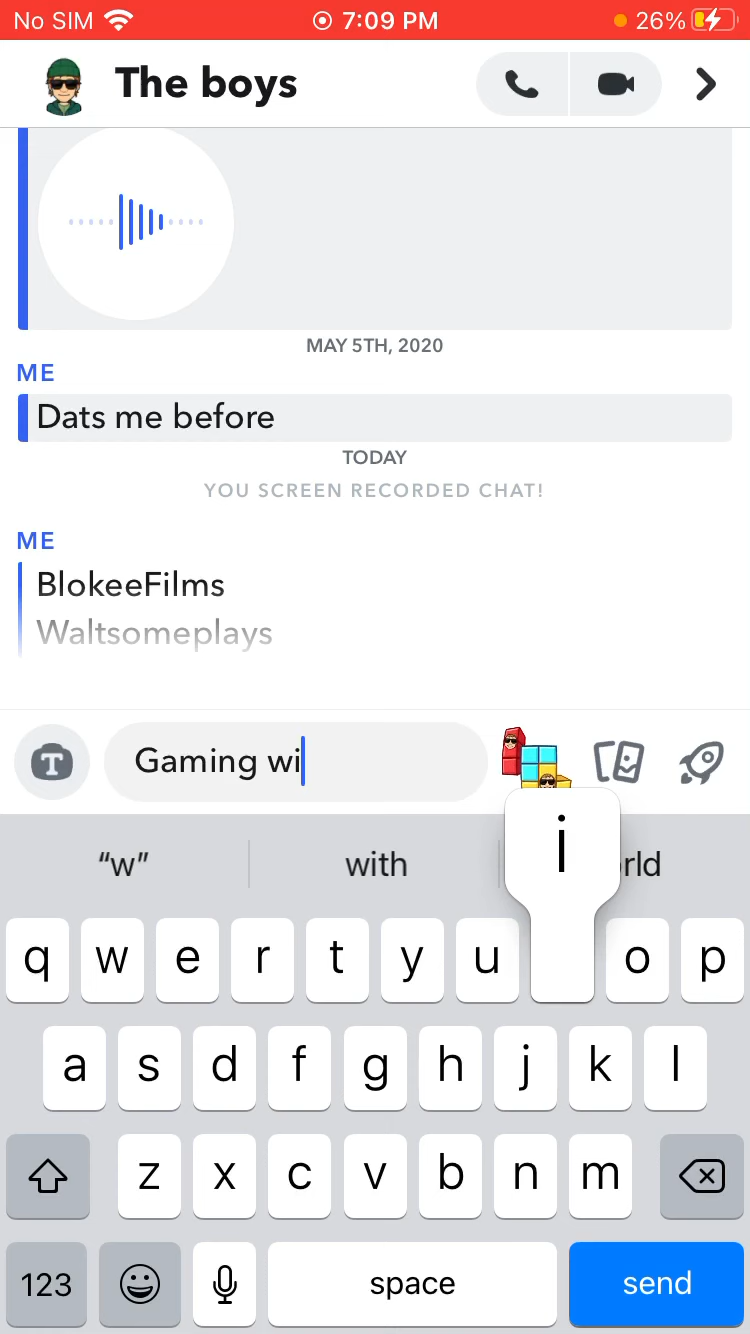 No SIM 7:09 PM 26%
The boys
MAY 5TH, 2020
ME
Dats me before
TODAY
YOU SCREEN RECORDED CHAT!
ME
BlokeeFilms
Waltsomeplays
T
Gaming wi
“w” with rld
i
q w e r t y u o p
a s d f g h j k l
z x c v b n m
123 space send